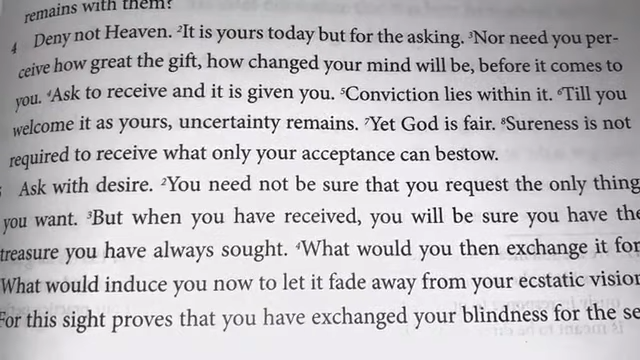 remains with them?
4 Deny not Heaven. ²It is yours today but for the asking. ³Nor need you per-
ceive how great the gift, how changed your mind will be, before it comes to
you. ⁴Ask to receive and it is given you. ⁵Conviction lies within it. ⁶Till you
welcome it as yours, uncertainty remains. ⁷Yet God is fair. ⁸Sureness is not
required to receive what only your acceptance can bestow.
Ask with desire. ²You need not be sure that you request the only thing
you want. ³But when you have received, you will be sure you have the
treasure you have always sought. ⁴What would you then exchange it for
What would induce you now to let it fade away from your ecstatic vision
For this sight proves that you have exchanged your blindness for the se